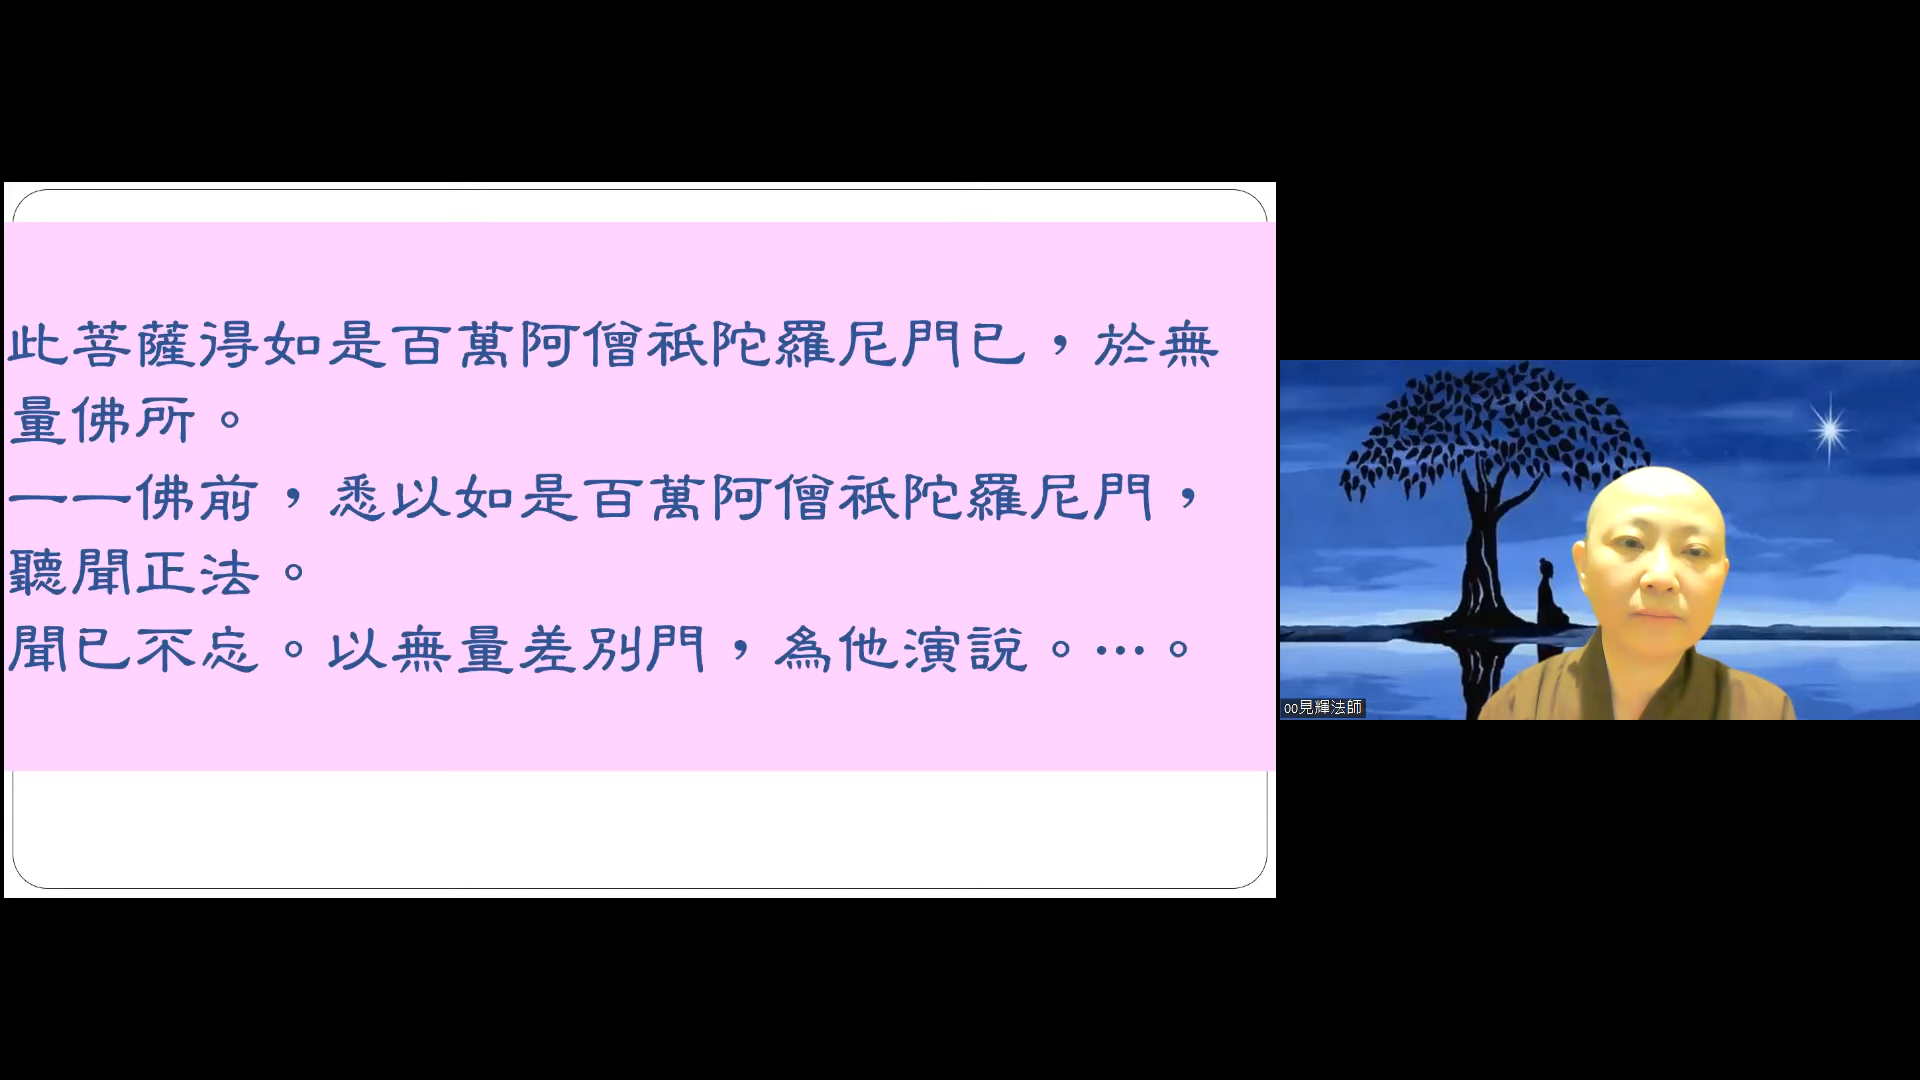 此菩薩得如是百萬阿僧祇陀羅尼門已，於無
量佛所。
一一佛前，悉以如是百萬阿僧祇陀羅尼門，
聽聞正法。
聞已不忘。以無量差別門，為他演說。…。
00見輝法師